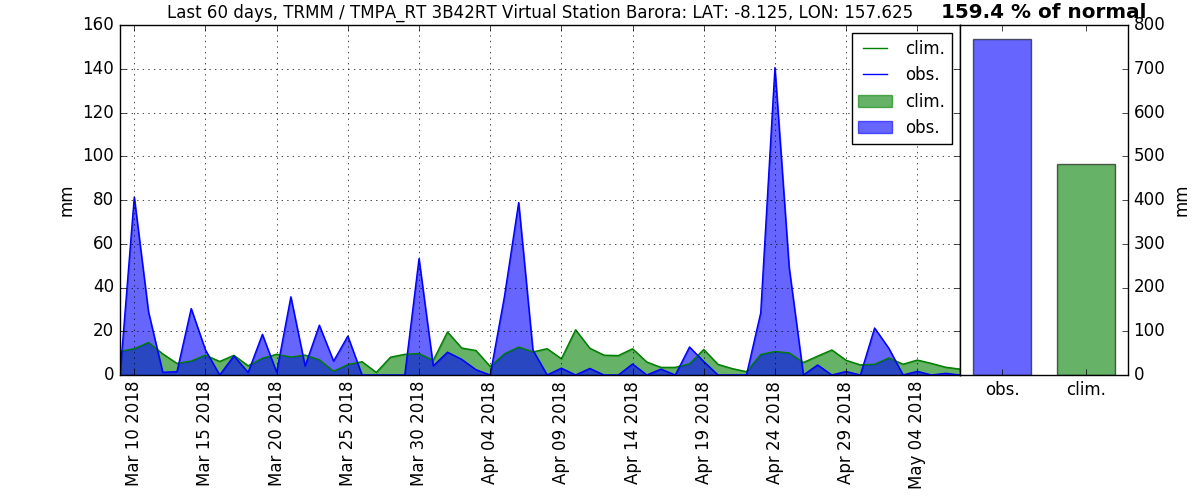 Last 60 days, TRMM / TMPA_RT 3B42RT Virtual Station Barora: LAT: -8.125, LON: 157.625
159.4 % of normal
160
140
120
100
80
60
40
20
0
mm
clim.
obs.
clim.
obs.
800
700
600
500
400
300
200
100
0
mm
Mar 10 2018
Mar 15 2018
Mar 20 2018
Mar 25 2018
Mar 30 2018
Apr 04 2018
Apr 09 2018
Apr 14 2018
Apr 19 2018
Apr 24 2018
Apr 29 2018
May 04 2018
obs.
clim.